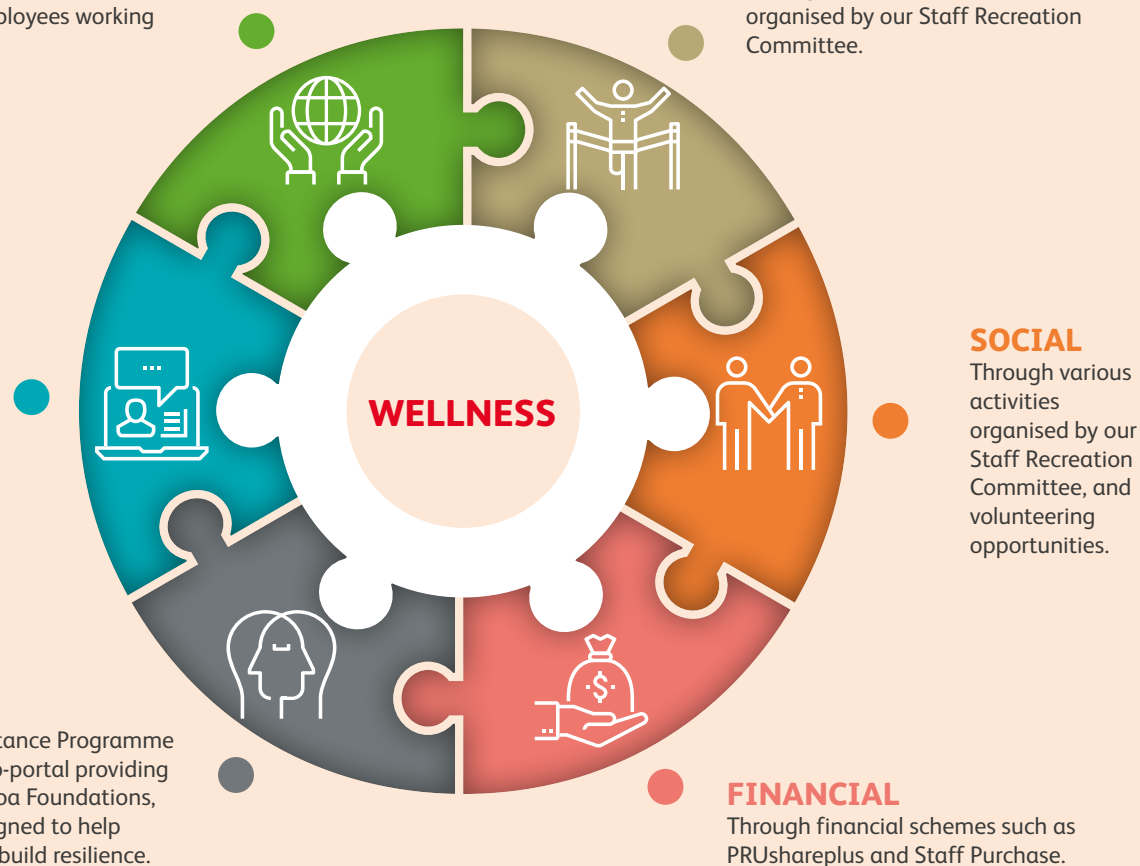 ployees working
organised by our Staff Recreation
Committee.
WELLNESS
SOCIAL
Through various
activities
organised by our
Staff Recreation
Committee, and
volunteering
opportunities.
tance Programme
-portal providing
oa Foundations,
gned to help
build resilience.
FINANCIAL
Through financial schemes such as
PRUshareplus and Staff Purchase.